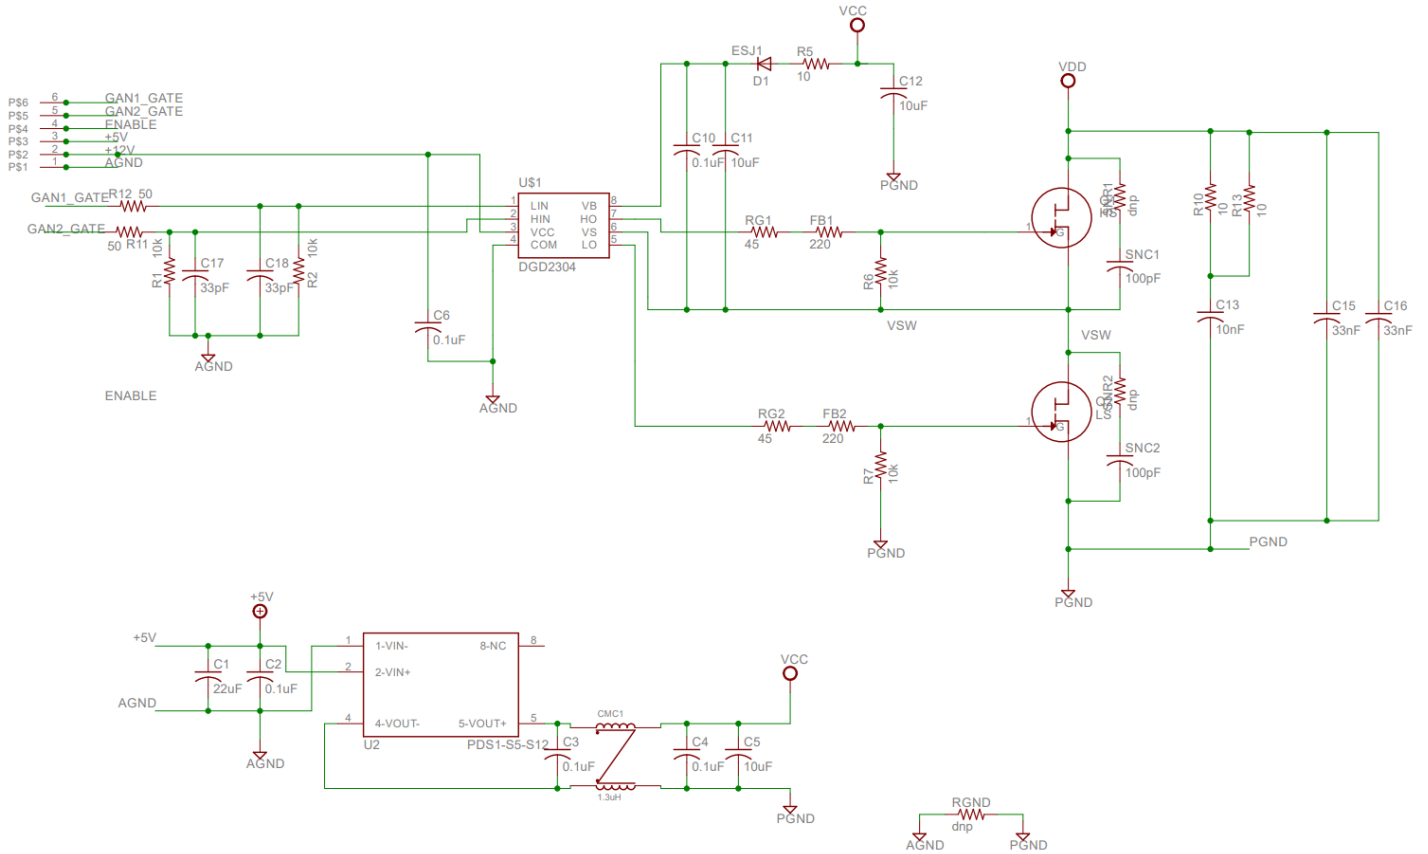 VCC
ESJ1
R5
D1
10
C12
10uF
PGND
VDD
P$6 6 GAN1_GATE
P$5 5 GAN2_GATE
P$4 4 ENABLE
P$3 3 +5V
P$2 2 +12V
P$1 1 AGND
C10
0.1uF
C11
10uF
GAN1_GATE
R12 50
GAN2_GATE
50 R11
U$1
1 LIN VB 8
2 HIN HO 7
3 VCC VS 6
4 COM LO 5
DGD2304
R1
10k
C17
33pF
C18
33pF
R2
10k
AGND
C6
0.1uF
AGND
ENABLE
RG1
45
FB1
220
R6
10k
1
G
HS
SNR1
dnp
SNC1
100pF
VSW
VSW
R10
10
R13
10
C13
10nF
C15
33nF
C16
33nF
RG2
45
FB2
220
R7
10k
PGND
1
G
LS
SNR2
dnp
SNC2
100pF
PGND
PGND
+5V
+5V
C1
22uF
C2
0.1uF
AGND
AGND
1 1-VIN- 8-NC 8
2 2-VIN+
4 4-VOUT- 5-VOUT+ 5
U2
PDS1-S5-S12
C3
0.1uF
CMC1
1.3uH
C4
0.1uF
C5
10uF
VCC
PGND
RGND
dnp
AGND
PGND